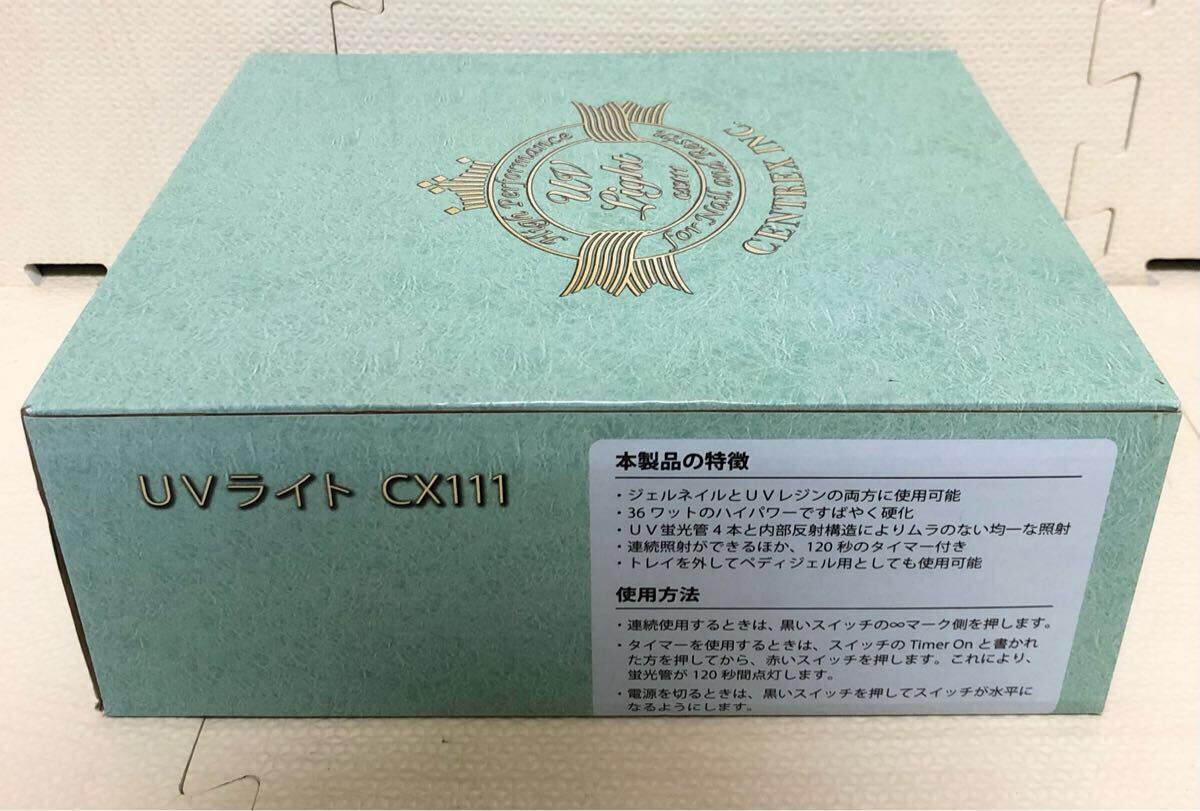 High Performance
UV
Light
CX111
for Nail and Resin
CENTREX INC.
UVライト CX111
本製品の特徴
・ジェルネイルとUVレジンの両方に使用可能
・36ワットのハイパワーですばやく硬化
・UV蛍光管4本と内部反射構造によりムラのない均一な照射
・連続照射ができるほか、120秒のタイマー付き
・トレイを外してペディジェル用としても使用可能
使用方法
・連続使用するときは、黒いスイッチの∞マーク側を押します。
・タイマーを使用するときは、スイッチのTimer Onと書かれ
た方を押してから、赤いスイッチを押します。これにより、
蛍光管が120秒間点灯します。
・電源を切るときは、黒いスイッチを押してスイッチが水平に
なるようにします。